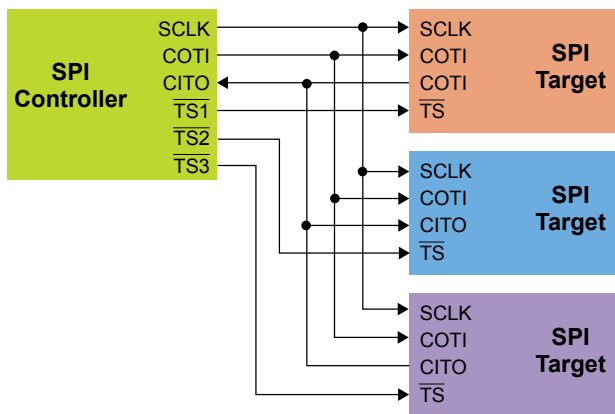 SPI
Controller
SCLK
COTI
CITO
TS1
TS2
TS3
SCLK
COTI
COTI
TS
SPI
Target
SCLK
COTI
CITO
TS
SPI
Target
SCLK
COTI
CITO
TS
SPI
Target